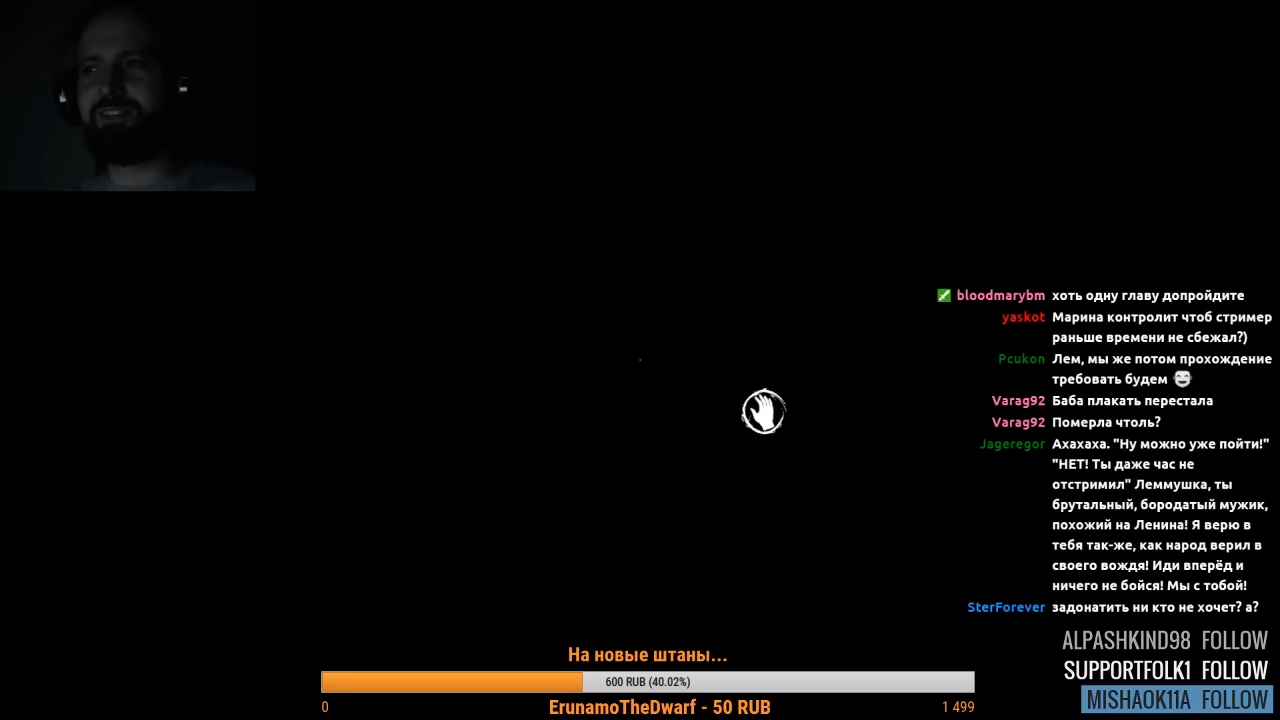 bloodmarybm хоть одну главу допройдите
yaskot Марина контролит чтоб стример
раньше времени не сбежал?)
Pcukon Лем, мы же потом прохождение
требовать будем
Varag92 Баба плакать перестала
Varag92 Померла чтоль?
Jageregor Ахахаха. "Ну можно уже пойти!"
"НЕТ! Ты даже час не
отстримил" Леммушка, ты
брутальный, бородатый мужик,
похожий на Ленина! Я верю в
тебя так-же, как народ верил в
своего вождя! Иди вперёд и
ничего не бойся! Мы с тобой!
SterForever задонатить ни кто не хочет? а?
ALPASHKIND98 FOLLOW
SUPPORTFOLK1 FOLLOW
MISHAOK11A FOLLOW
На новые штаны...
600 RUB (40.02%)
0 ErunamoTheDwarf - 50 RUB 1 499